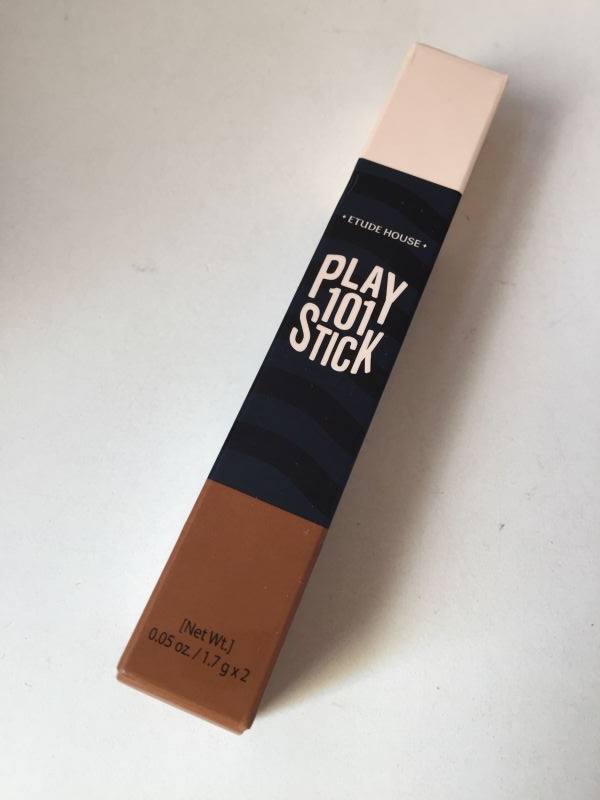 • ETUDE HOUSE •
PLAY
101
STICK
[Net Wt.]
0.05 oz. / 1.7 g x 2